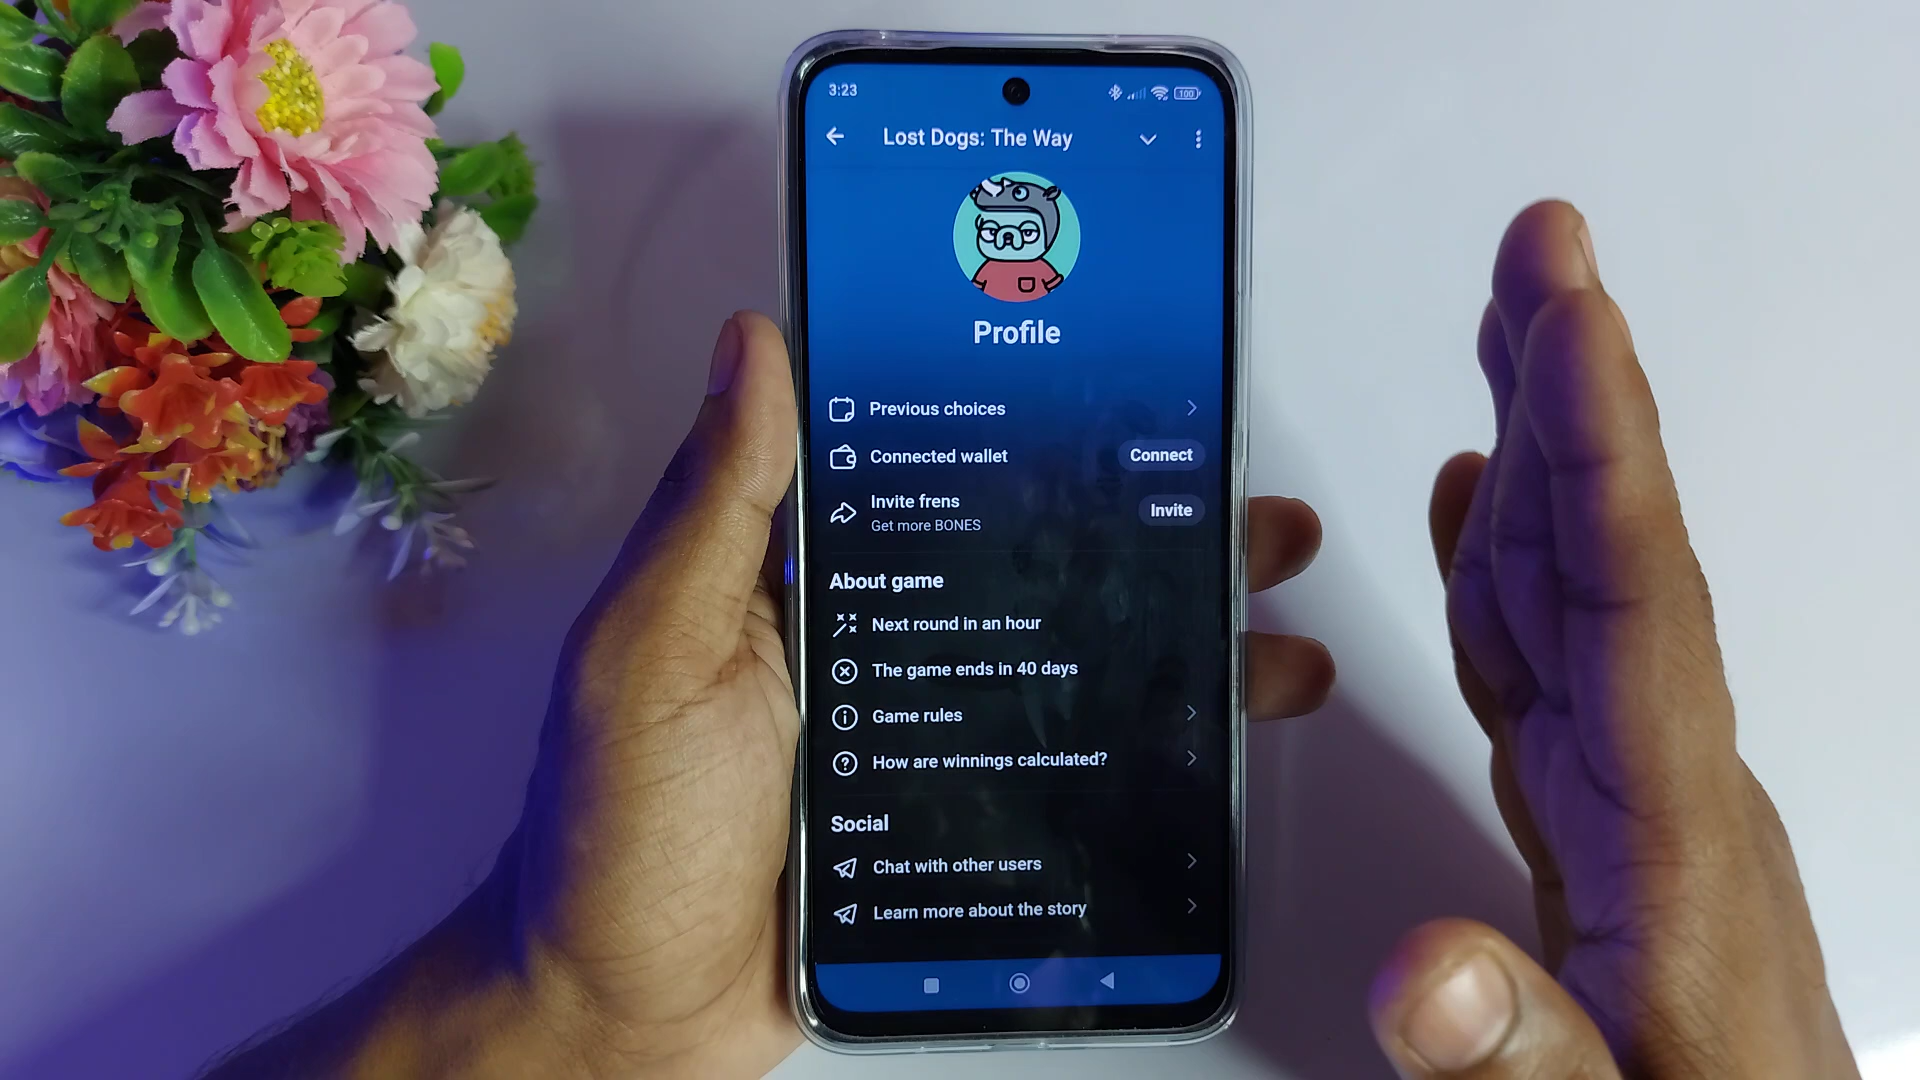 3:23
100
Lost Dogs: The Way
Profile
Previous choices
Connected wallet
Connect
Invite frens
Get more BONES
Invite
About game
Next round in an hour
The game ends in 40 days
Game rules
How are winnings calculated?
Social
Chat with other users
Learn more about the story